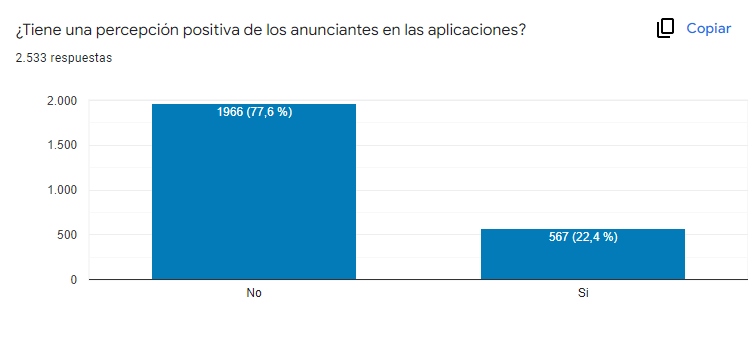 ¿Tiene una percepción positiva de los anunciantes en las aplicaciones?
Copiar
2.533 respuestas
2.000
1.500
1.000
500
0
1966 (77,6 %)
567 (22,4 %)
No
Si